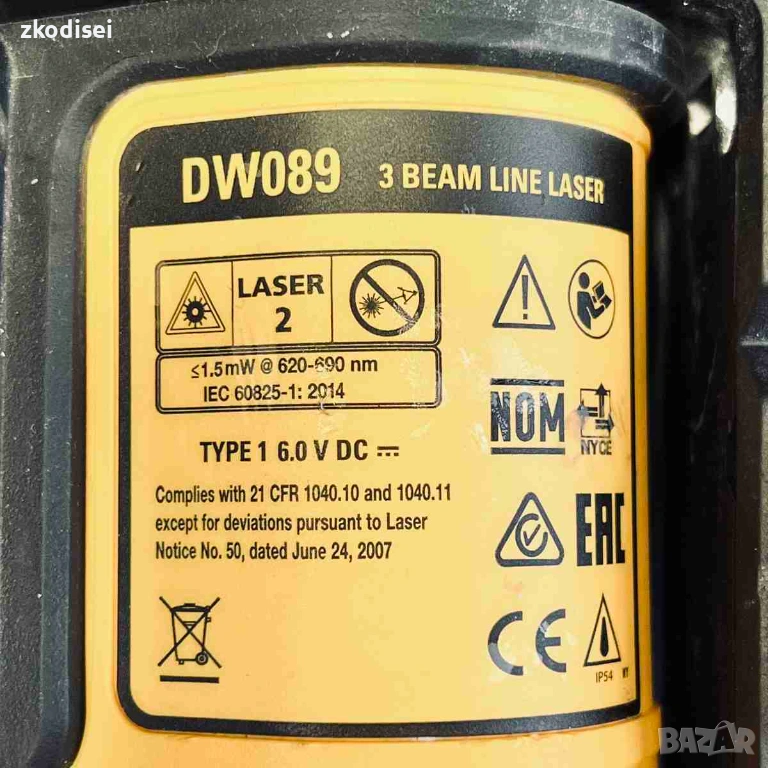 zkodisei
DW089 3 BEAM LINE LASER
LASER
2
≤1.5mW @ 620-690 nm
IEC 60825-1: 2014
TYPE 1 6.0 V DC
Complies with 21 CFR 1040.10 and 1040.11
except for deviations pursuant to Laser
Notice No. 50, dated June 24, 2007
NOM
NYCE
EAC
CE
IP54
BAZAR